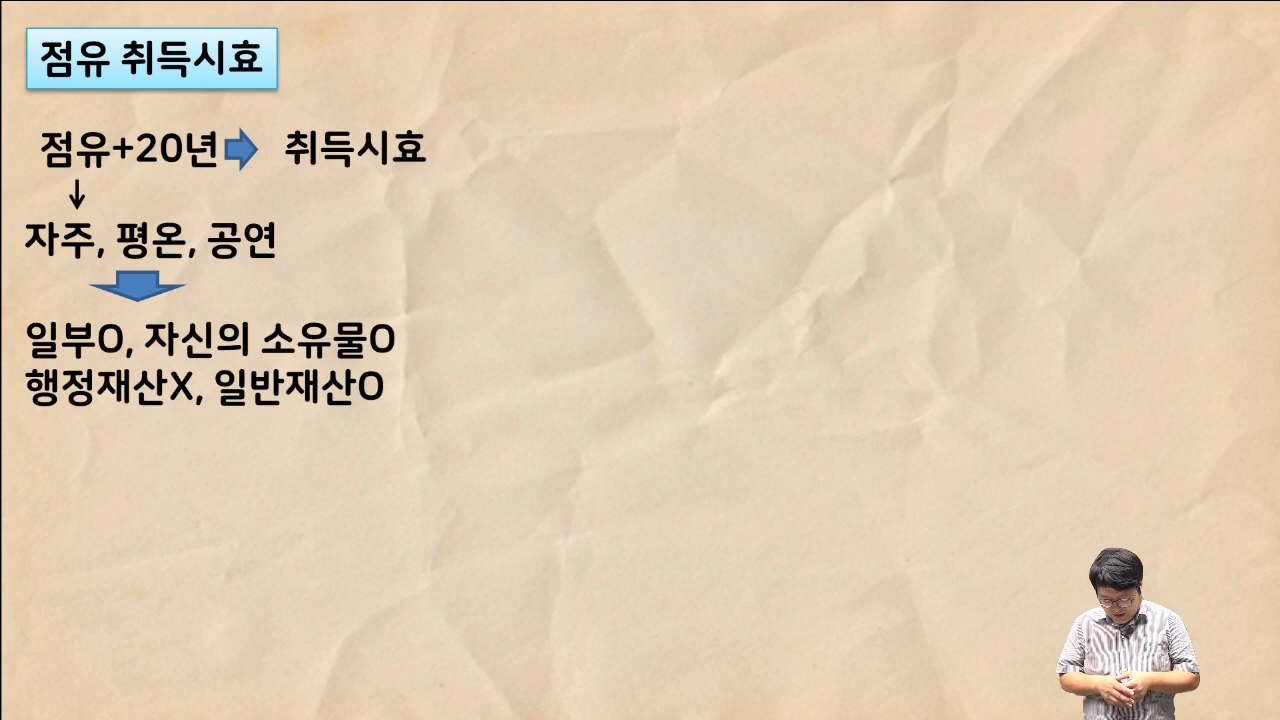 점유 취득시효
점유+20년 취득시효
자주, 평온, 공연
일부O, 자신의 소유물O
행정재산X, 일반재산O